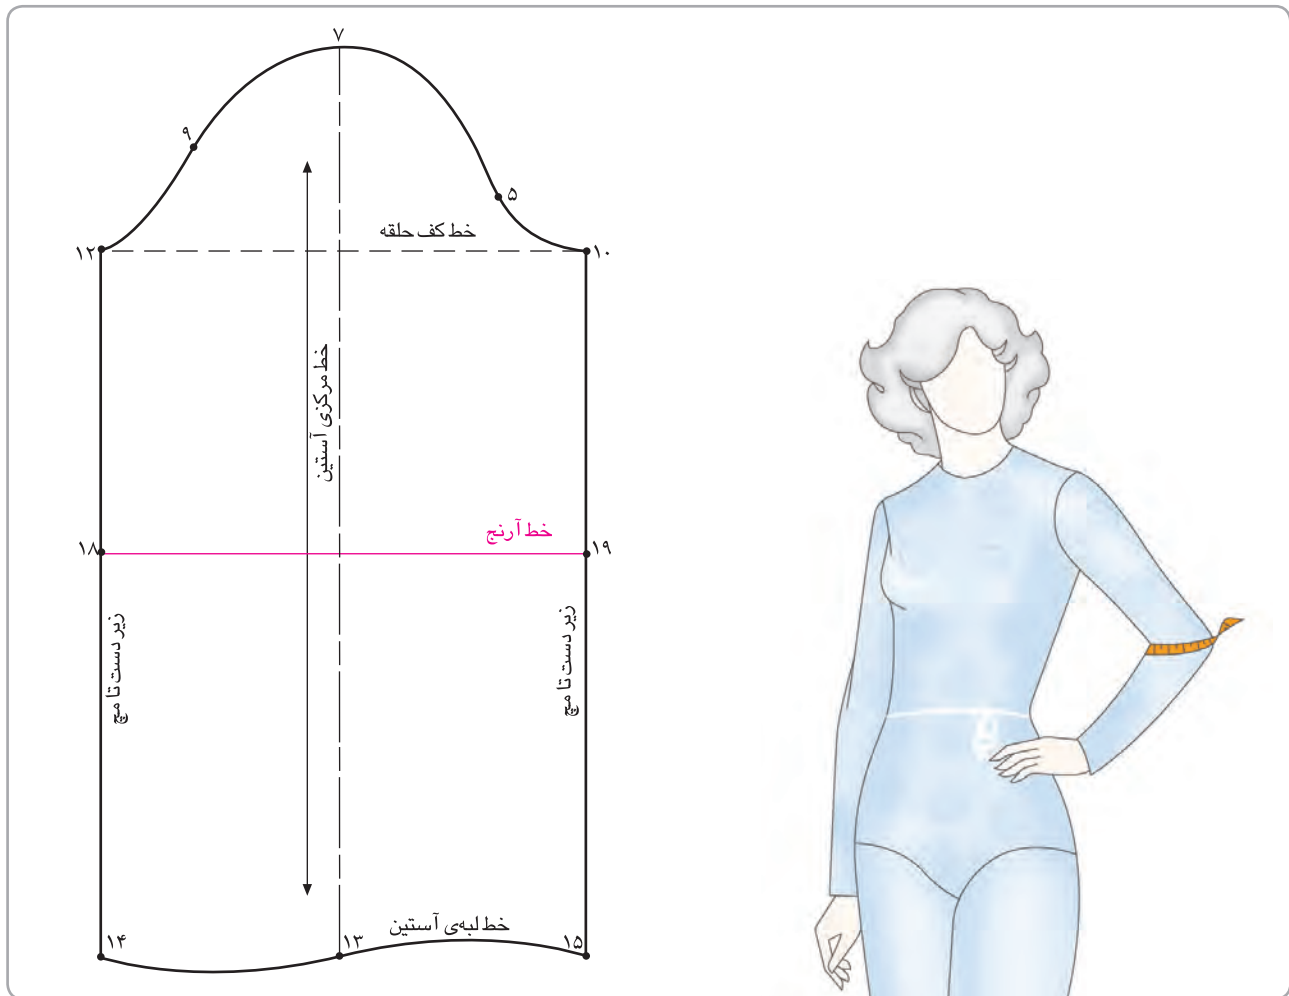 ۷
۹
۵
خط کف حلقه
۱۲
۱۰
خط مرکزی آستین
خط آرنج
۱۸
۱۹
زیر دست تا مچ
زیر دست تا مچ
خط لبه‌ی آستین
۱۴
۱۳
۱۵